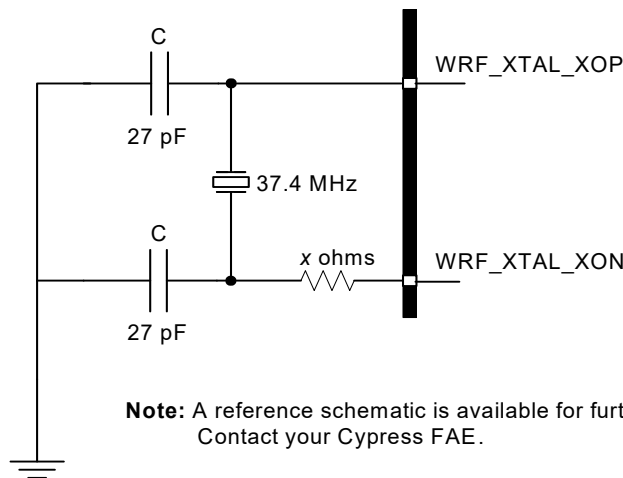 C
WRF_XTAL_XOP
27 pF
37.4 MHz
C
x ohms
WRF_XTAL_XON
27 pF
Note: A reference schematic is available for furt
Contact your Cypress FAE.